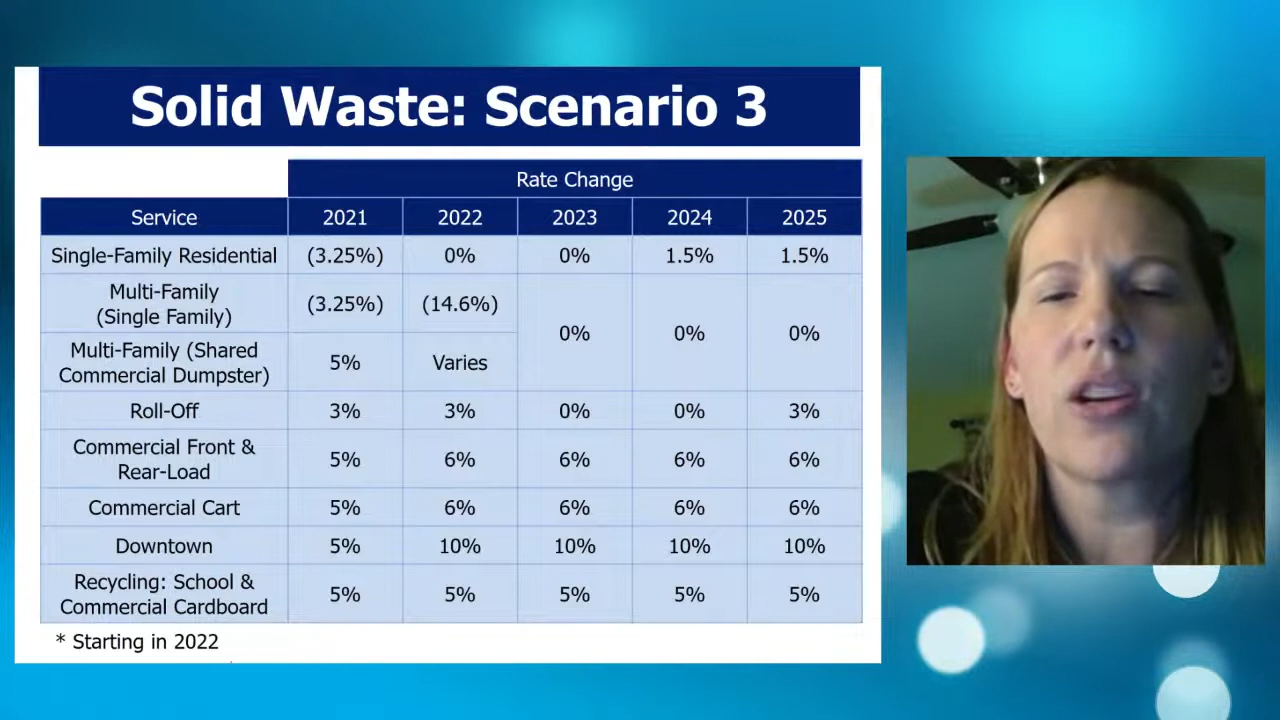 Solid Waste: Scenario 3
Rate Change
Service 2021 2022 2023 2024 2025
Single-Family Residential (3.25%) 0% 0% 1.5% 1.5%
Multi-Family
(Single Family) (3.25%) (14.6%)
0% 0% 0%
Multi-Family (Shared
Commercial Dumpster) 5% Varies
Roll-Off 3% 3% 0% 0% 3%
Commercial Front &
Rear-Load 5% 6% 6% 6% 6%
Commercial Cart 5% 6% 6% 6% 6%
Downtown 5% 10% 10% 10% 10%
Recycling: School &
Commercial Cardboard 5% 5% 5% 5% 5%
* Starting in 2022